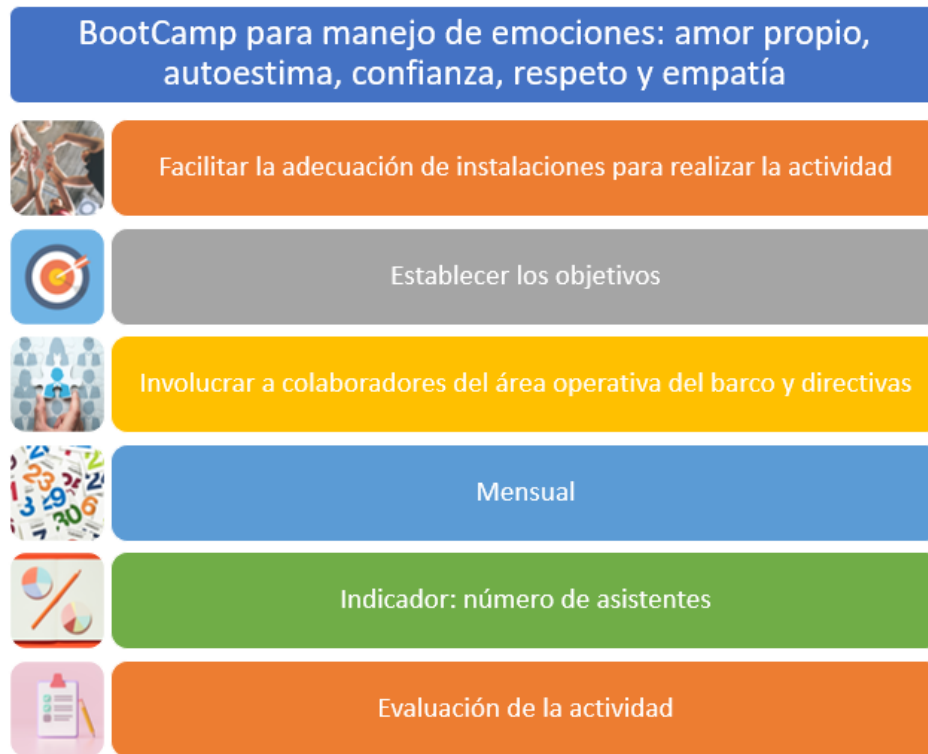 BootCamp para manejo de emociones: amor propio,
autoestima, confianza, respeto y empatía
Facilitar la adecuación de instalaciones para realizar la actividad
Establecer los objetivos
Involucrar a colaboradores del área operativa del barco y directivas
Mensual
Indicador: número de asistentes
Evaluación de la actividad